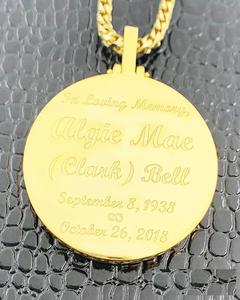 In Loving Memory,
Algie Mae
(Clark) Bell
September 8, 1938
∞
October 26, 2018